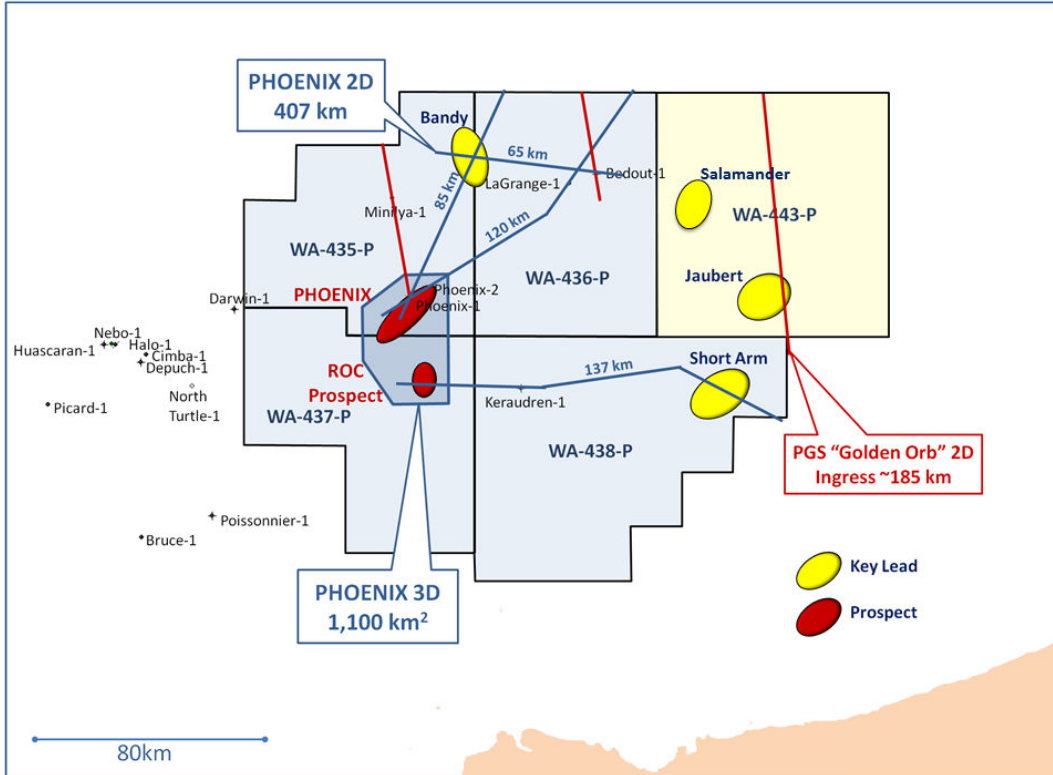 PHOENIX 2D
407 km
Bandy
65 km
LaGrange-1
Bedout-1
85 km
120 km
Minilya-1
Salamander
WA-443-P
WA-435-P
WA-436-P
Jaubert
PHOENIX
Phoenix-2
Phoenix-1
Darwin-1
Nebo-1
Huascaran-1
Halo-1
Cimba-1
Depuch-1
North
Turtle-1
Picard-1
ROC
Prospect
WA-437-P
137 km
Keraudren-1
Short Arm
WA-438-P
PGS "Golden Orb" 2D
Ingress ~185 km
Poissonnier-1
Bruce-1
PHOENIX 3D
1,100 km²
Key Lead
Prospect
80km